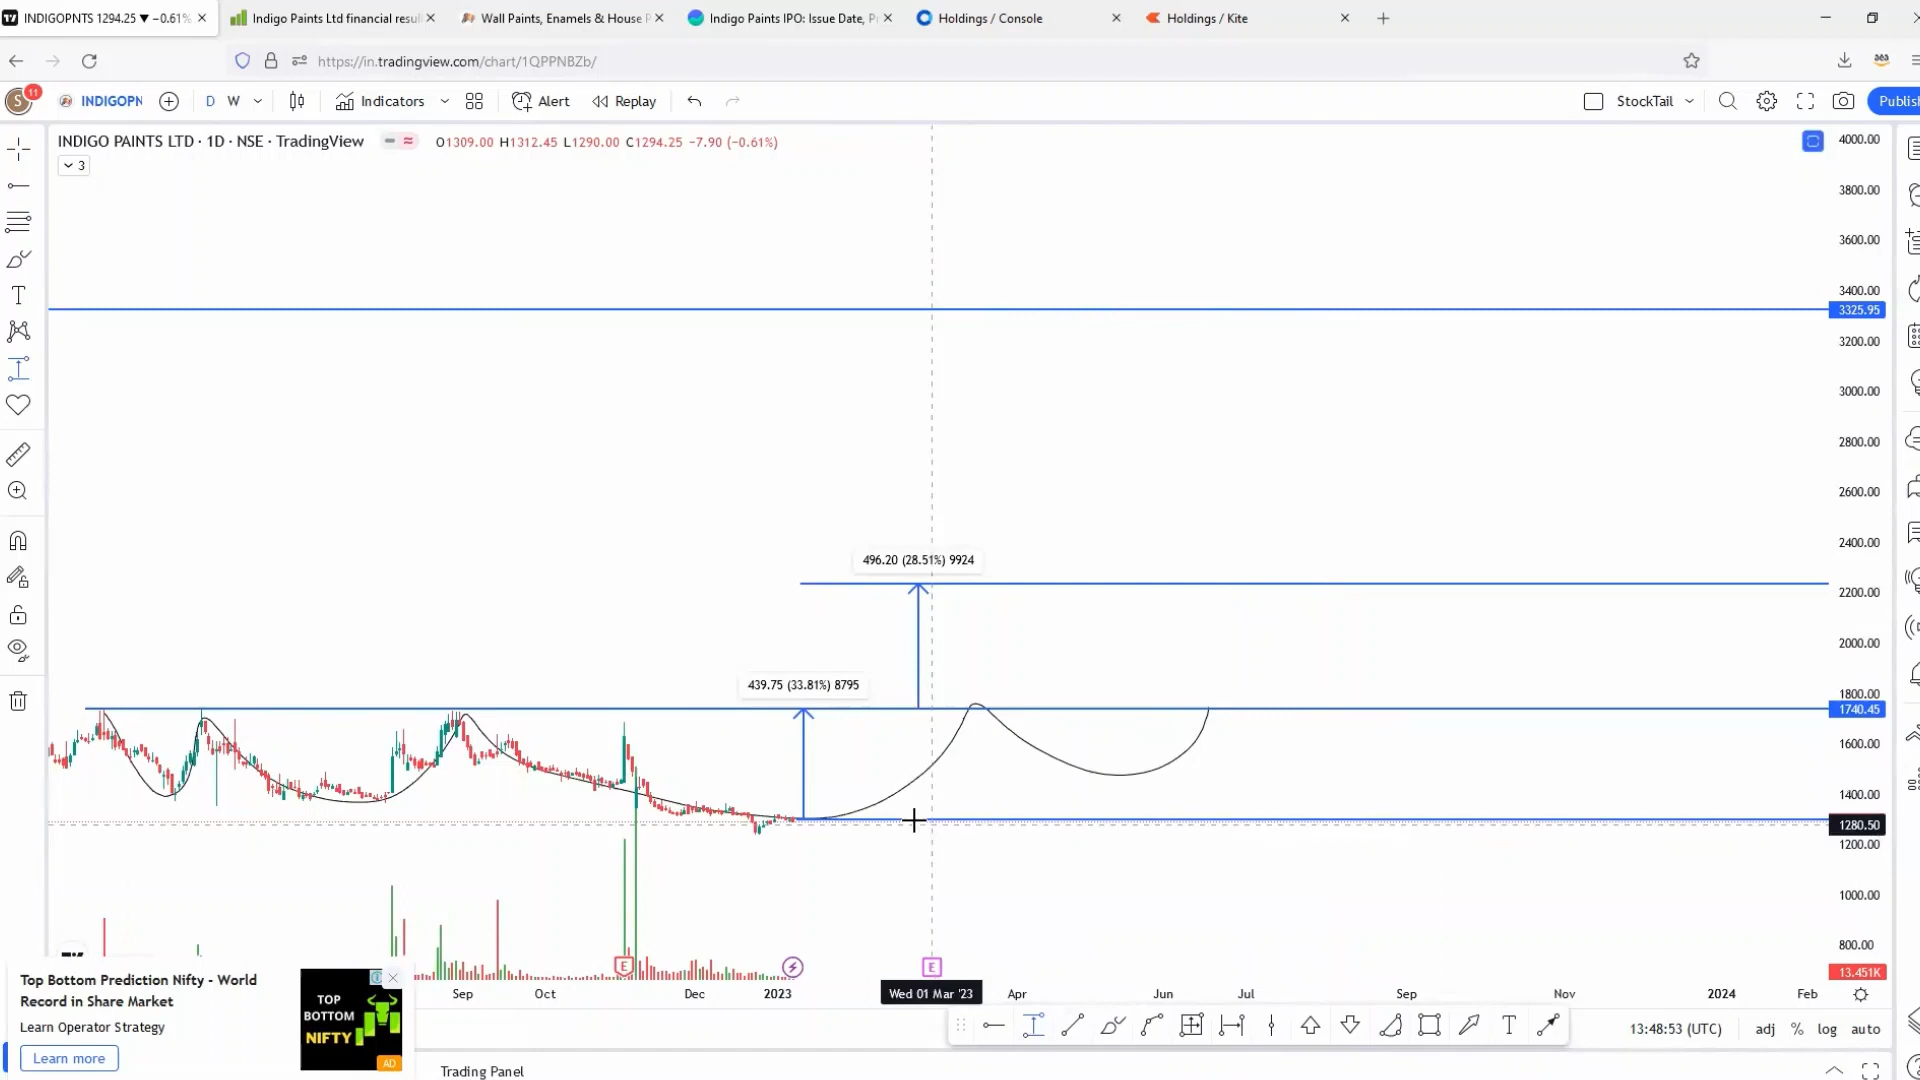 INDIGOPNTS 1294.25 ▼ −0.61%
Indigo Paints Ltd financial resul
Wall Paints, Enamels & House P
Indigo Paints IPO: Issue Date, P
Holdings / Console
Holdings / Kite
https://in.tradingview.com/chart/1QPPNBZb/
S
11
INDIGOPN
D
W
Indicators
Alert
Replay
StockTail
Publis
INDIGO PAINTS LTD · 1D · NSE · TradingView
O1309.00 H1312.45 L1290.00 C1294.25 −7.90 (−0.61%)
3
4000.00
3800.00
3600.00
3400.00
3325.95
3200.00
3000.00
2800.00
2600.00
2400.00
496.20 (28.51%) 9924
2200.00
2000.00
439.75 (33.81%) 8795
1800.00
1740.45
1600.00
1400.00
1280.50
1200.00
1000.00
800.00
E
E
13.451K
Sep
Oct
Dec
2023
Wed 01 Mar '23
Apr
Jun
Jul
Sep
Nov
2024
Feb
Top Bottom Prediction Nifty - World
Record in Share Market
Learn Operator Strategy
Learn more
TOP
BOTTOM
NIFTY
AD
T
13:48:53 (UTC)
adj
%
log
auto
Trading Panel